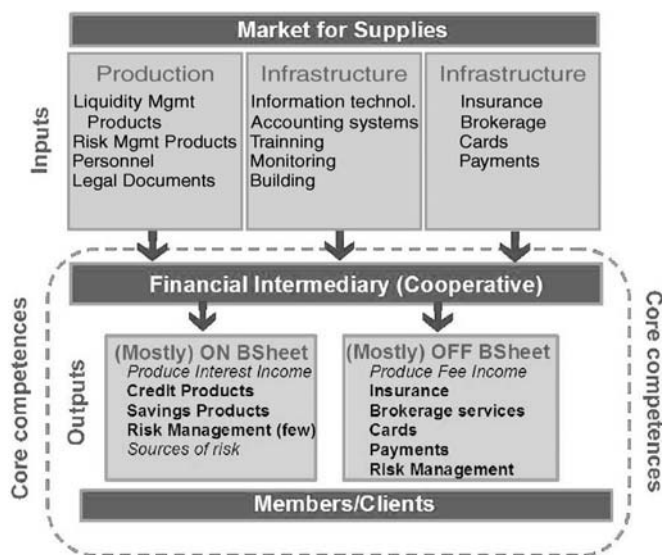 Market for Supplies
Inputs
Production
Liquidity Mgmt
Products
Risk Mgmt Products
Personnel
Legal Documents
Infrastructure
Information technol.
Accounting systems
Trainning
Monitoring
Building
Infrastructure
Insurance
Brokerage
Cards
Payments
Core competences
Financial Intermediary (Cooperative)
Core competences
Outputs
(Mostly) ON BSheet
Produce Interest Income
Credit Products
Savings Products
Risk Management (few)
Sources of risk
(Mostly) OFF BSheet
Produce Fee Income
Insurance
Brokerage services
Cards
Payments
Risk Management
Members/Clients